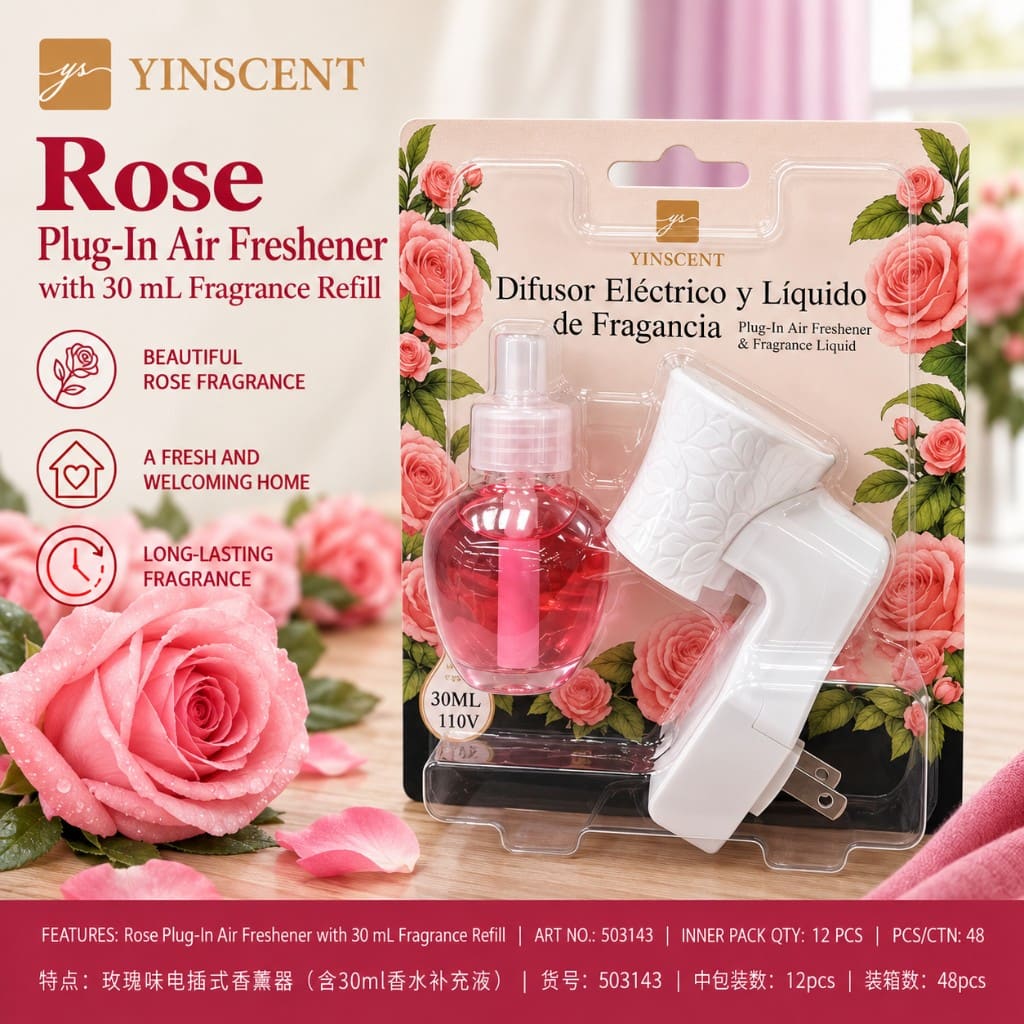 ys YINSCENT
Rose
Plug-In Air Freshener
with 30 mL Fragrance Refill
BEAUTIFUL
ROSE FRAGRANCE
A FRESH AND
WELCOMING HOME
LONG-LASTING
FRAGRANCE
ys
YINSCENT
Difusor Eléctrico y Líquido
de Fragancia
Plug-In Air Freshener
& Fragrance Liquid
30ML
110V
FEATURES: Rose Plug-In Air Freshener with 30 mL Fragrance Refill | ART NO.: 503143 | INNER PACK QTY: 12 PCS | PCS/CTN: 48
特点：玫瑰味电插式香薰器（含30ml香水补充液） | 货号：503143 | 中包装数：12pcs | 装箱数：48pcs